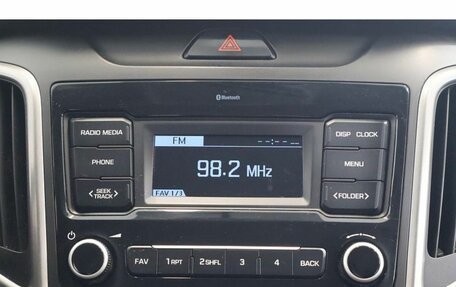 Bluetooth
RADIO MEDIA
FM
--:-- --
DISP CLOCK
PHONE
98.2 MHz
MENU
SEEK
TRACK
FAV 1/3
FOLDER
FAV 1 RPT 2 SHFL 3 4 BACK